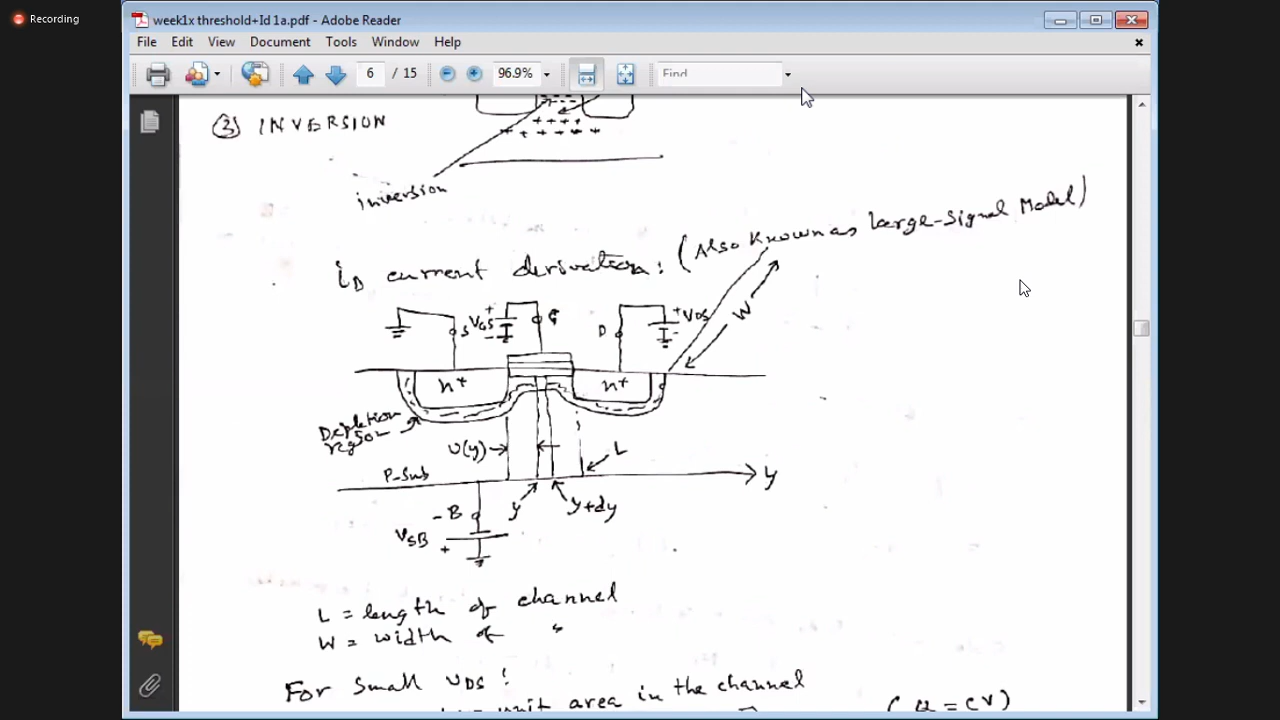 Recording
week1x threshold+Id 1a.pdf - Adobe Reader
File Edit View Document Tools Window Help
6 / 15 96.9% Find
③ INVERSION
+ + + +
+ + + + + +
inversion
iD current derivation: (Also Known as large-Signal Model)
W
S VGS + - G D + VDS -
n+ n+
Depletion region
υ(y) L
P-Sub y
- B y y+dy
VSB
+
L = length of channel
W = width of "
For Small υDS :
unit area in the channel
(Q = CV)